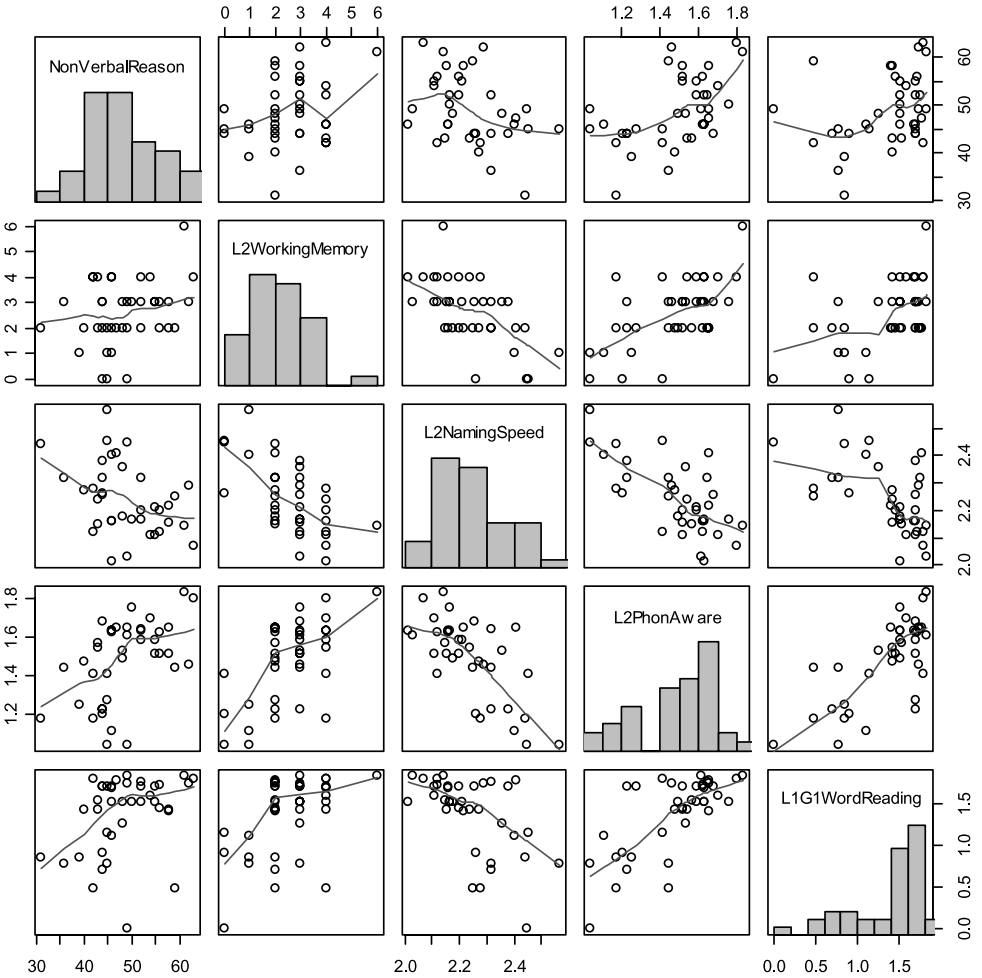 0 1 2 3 4 5 6
1.2 1.4 1.6 1.8
NonVerbalReason
30 40 50 60
L2WorkingMemory
0 1 2 3 4 5 6
L2NamingSpeed
2.0 2.2 2.4
L2PhonAware
1.2 1.4 1.6 1.8
L1G1WordReading
0.0 0.5 1.0 1.5
30 40 50 60
2.0 2.2 2.4
0.0 0.5 1.0 1.5